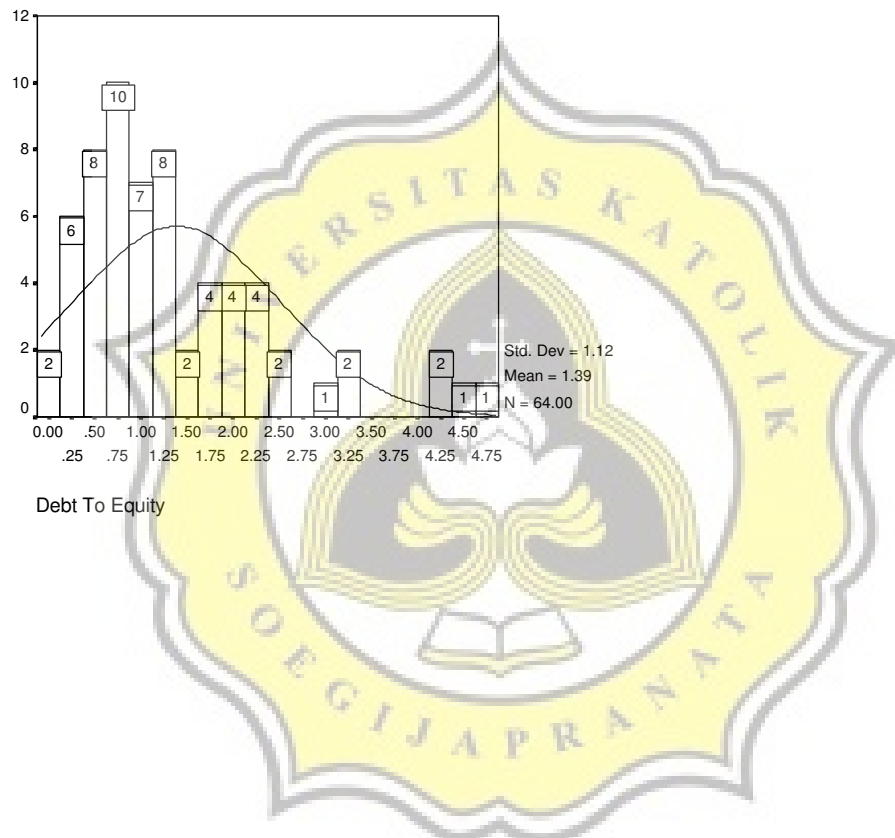 12
10
8
6
4
2
0
2
6
8
10
7
8
2
4
4
4
2
1
2
2
1
1
Std. Dev = 1.12
Mean = 1.39
N = 64.00
0.00 .50 1.00 1.50 2.00 2.50 3.00 3.50 4.00 4.50
.25 .75 1.25 1.75 2.25 2.75 3.25 3.75 4.25 4.75
Debt To Equity
UNIVERSITAS KATOLIK
SOEGIJAPRANATA